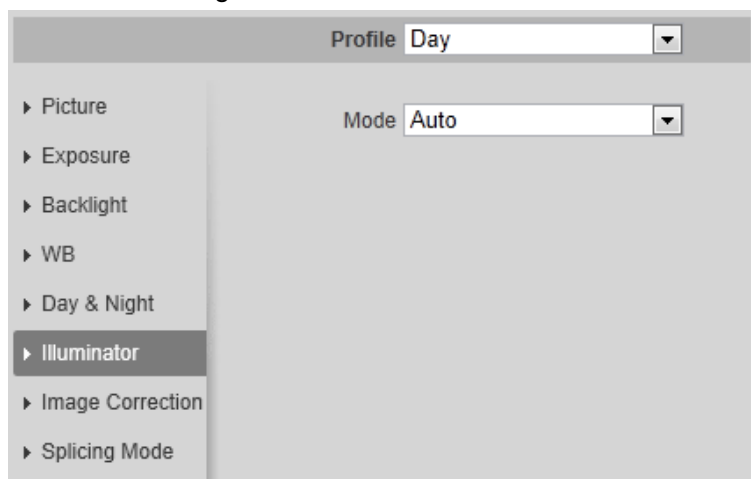 Profile Day
Mode Auto
Picture
Exposure
Backlight
WB
Day & Night
Illuminator
Image Correction
Splicing Mode